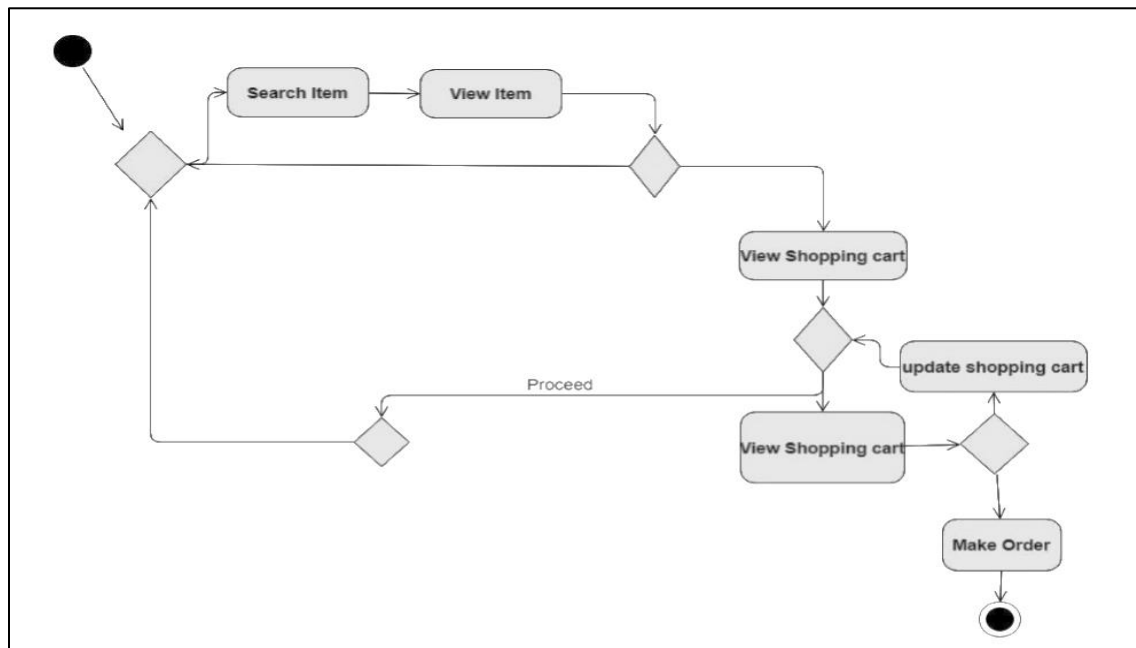 Search Item
View Item
View Shopping cart
update shopping cart
Proceed
View Shopping cart
Make Order